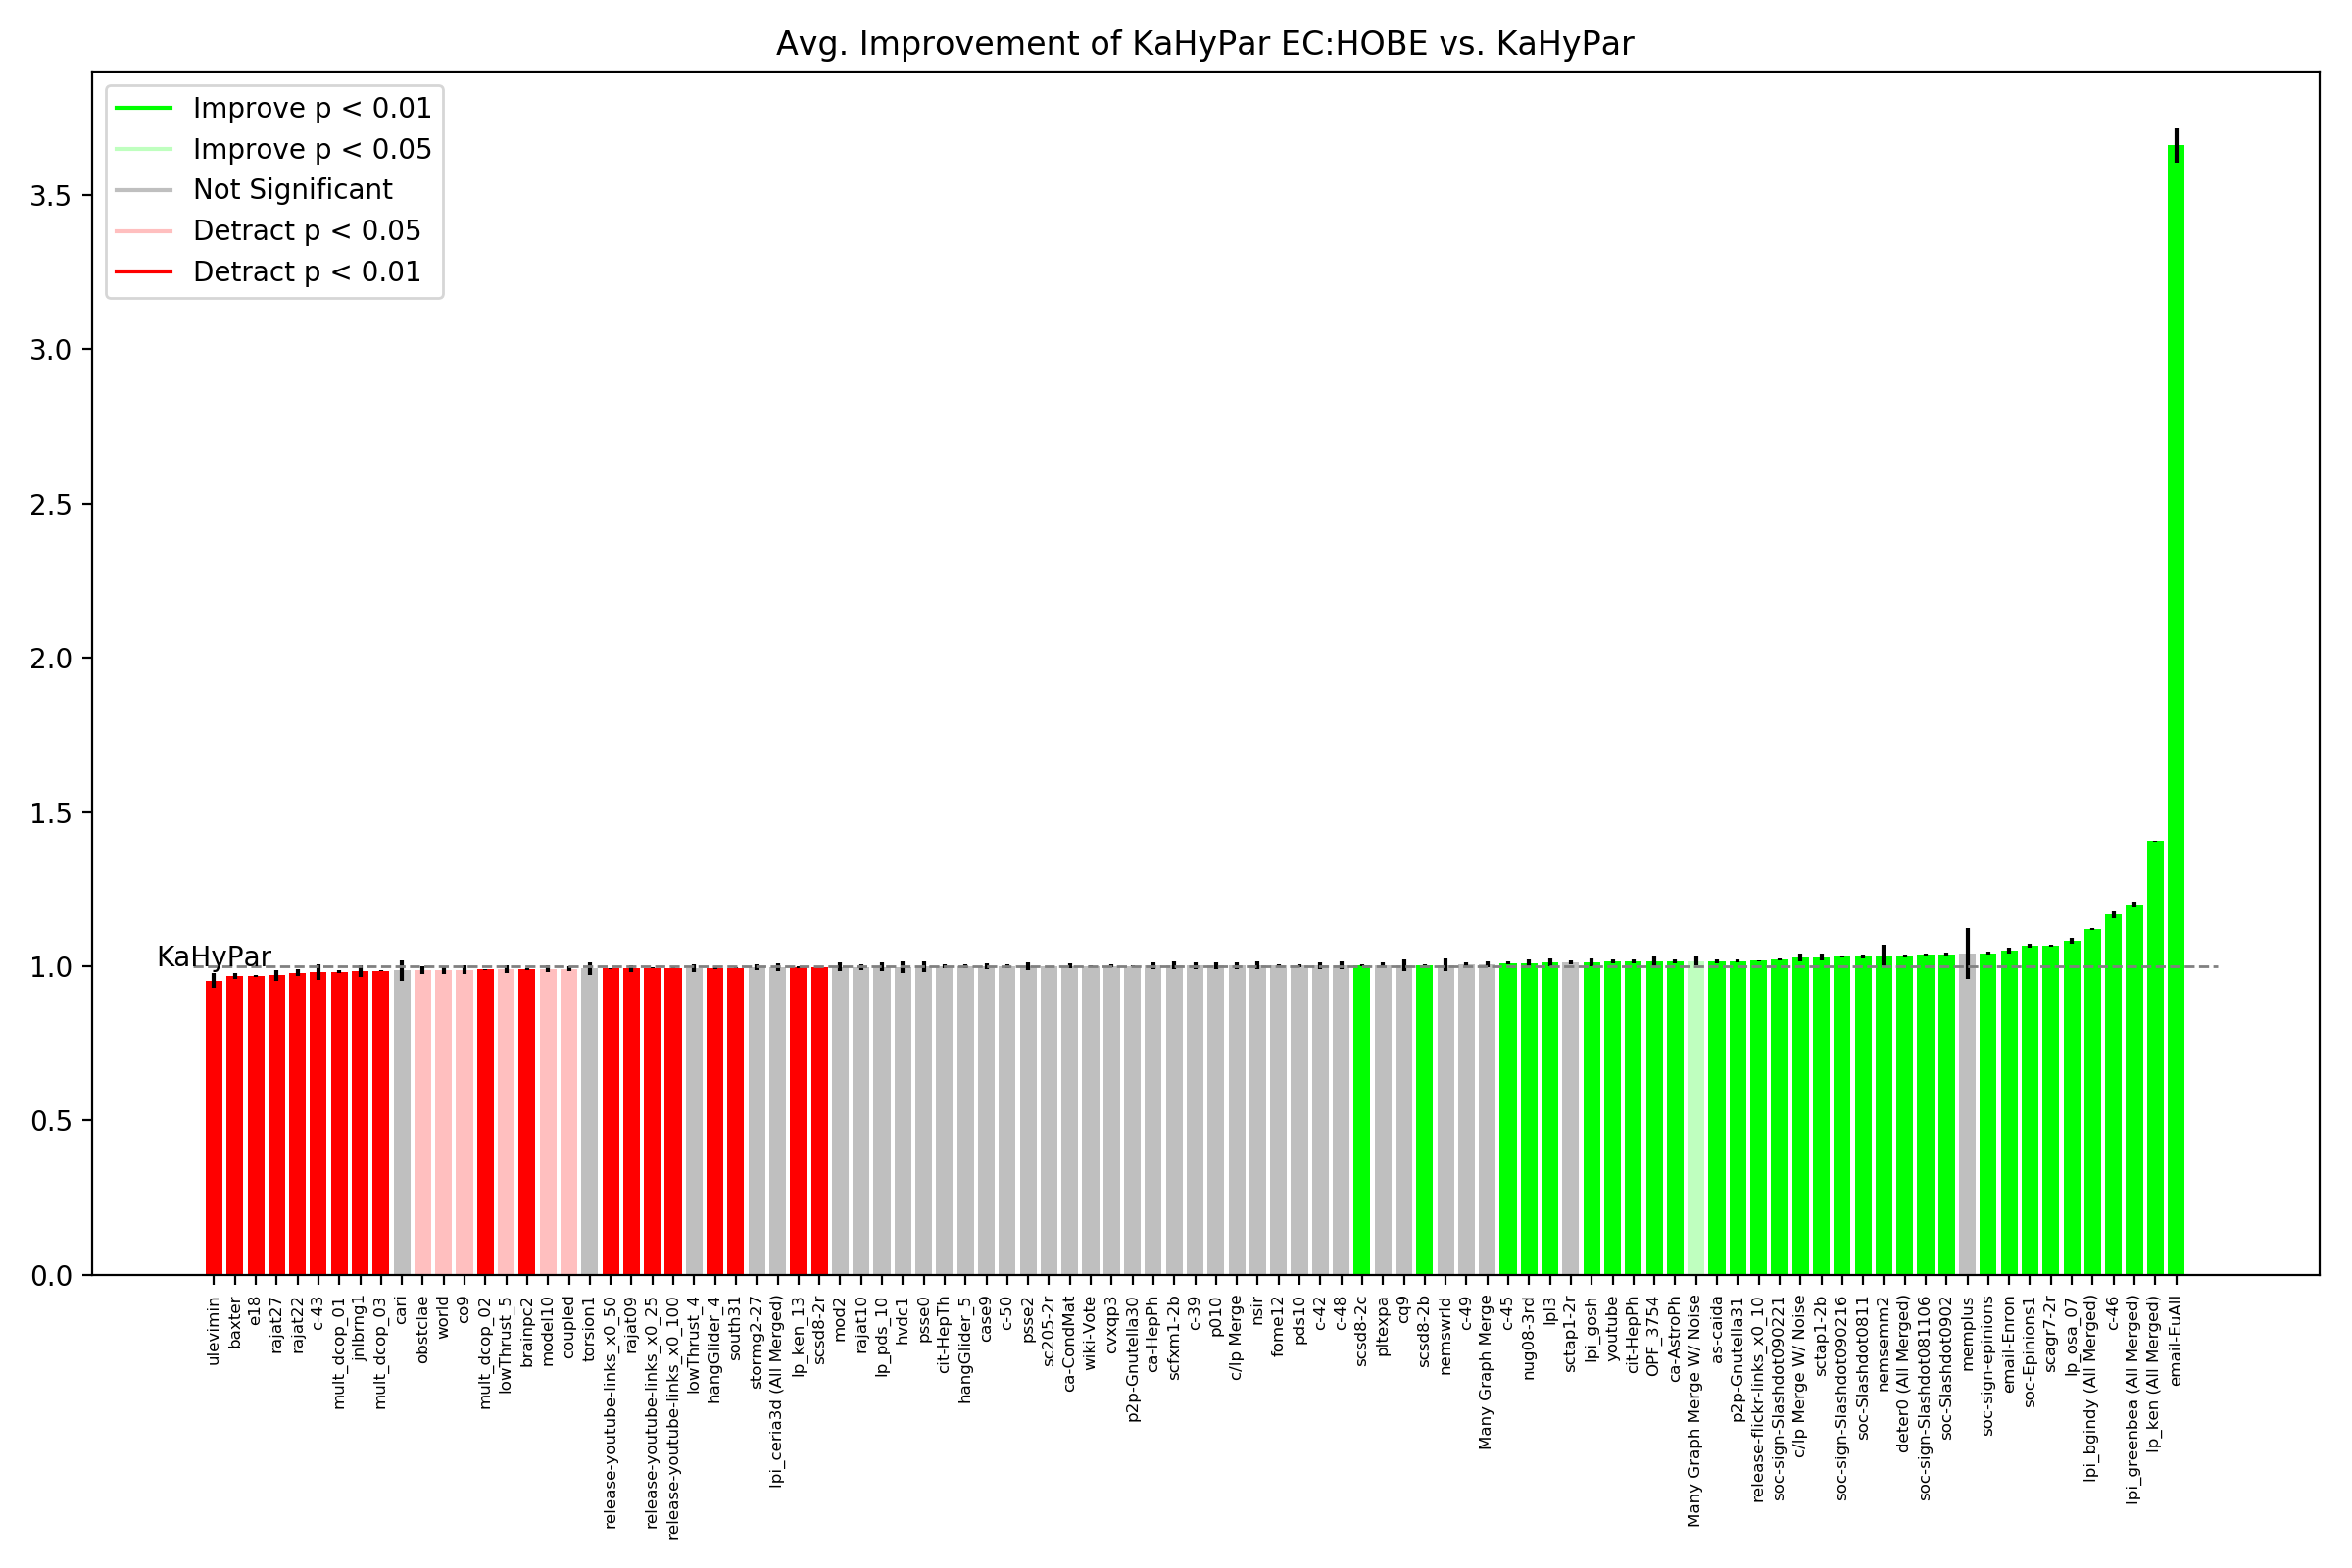 Avg. Improvement of KaHyPar EC:HOBE vs. KaHyPar
Improve p < 0.01
Improve p < 0.05
Not Significant
Detract p < 0.05
Detract p < 0.01
3.5
3.0
2.5
2.0
1.5
1.0
0.5
0.0
KaHyPar
ulevimin
baxter
e18
rajat27
rajat22
c-43
mult_dcop_01
jnlbrng1
mult_dcop_03
cari
obstclae
world
co9
mult_dcop_02
lowThrust_5
brainpc2
model10
coupled
torsion1
release-youtube-links_x0_50
rajat09
release-youtube-links_x0_25
release-youtube-links_x0_100
lowThrust_4
hangGlider_4
south31
stormg2-27
lpi_ceria3d (All Merged)
lp_ken_13
scsd8-2r
mod2
rajat10
lp_pds_10
hvdc1
psse0
cit-HepTh
hangGlider_5
case9
c-50
psse2
sc205-2r
ca-CondMat
wiki-Vote
cvxqp3
p2p-Gnutella30
ca-HepPh
scfxm1-2b
c-39
p010
c/lp Merge
nsir
fome12
pds10
c-42
c-48
scsd8-2c
pltexpa
cq9
scsd8-2b
nemswrld
c-49
Many Graph Merge
c-45
nug08-3rd
lpl3
sctap1-2r
lpi_gosh
youtube
cit-HepPh
OPF_3754
ca-AstroPh
Many Graph Merge W/ Noise
as-caida
p2p-Gnutella31
release-flickr-links_x0_10
soc-sign-Slashdot090221
c/lp Merge W/ Noise
sctap1-2b
soc-sign-Slashdot090216
soc-Slashdot0811
nemsemm2
deter0 (All Merged)
soc-sign-Slashdot081106
soc-Slashdot0902
memplus
soc-sign-epinions
email-Enron
soc-Epinions1
scagr7-2r
lp_osa_07
lpi_bgindy (All Merged)
c-46
lpi_greenbea (All Merged)
lp_ken (All Merged)
email-EuAll